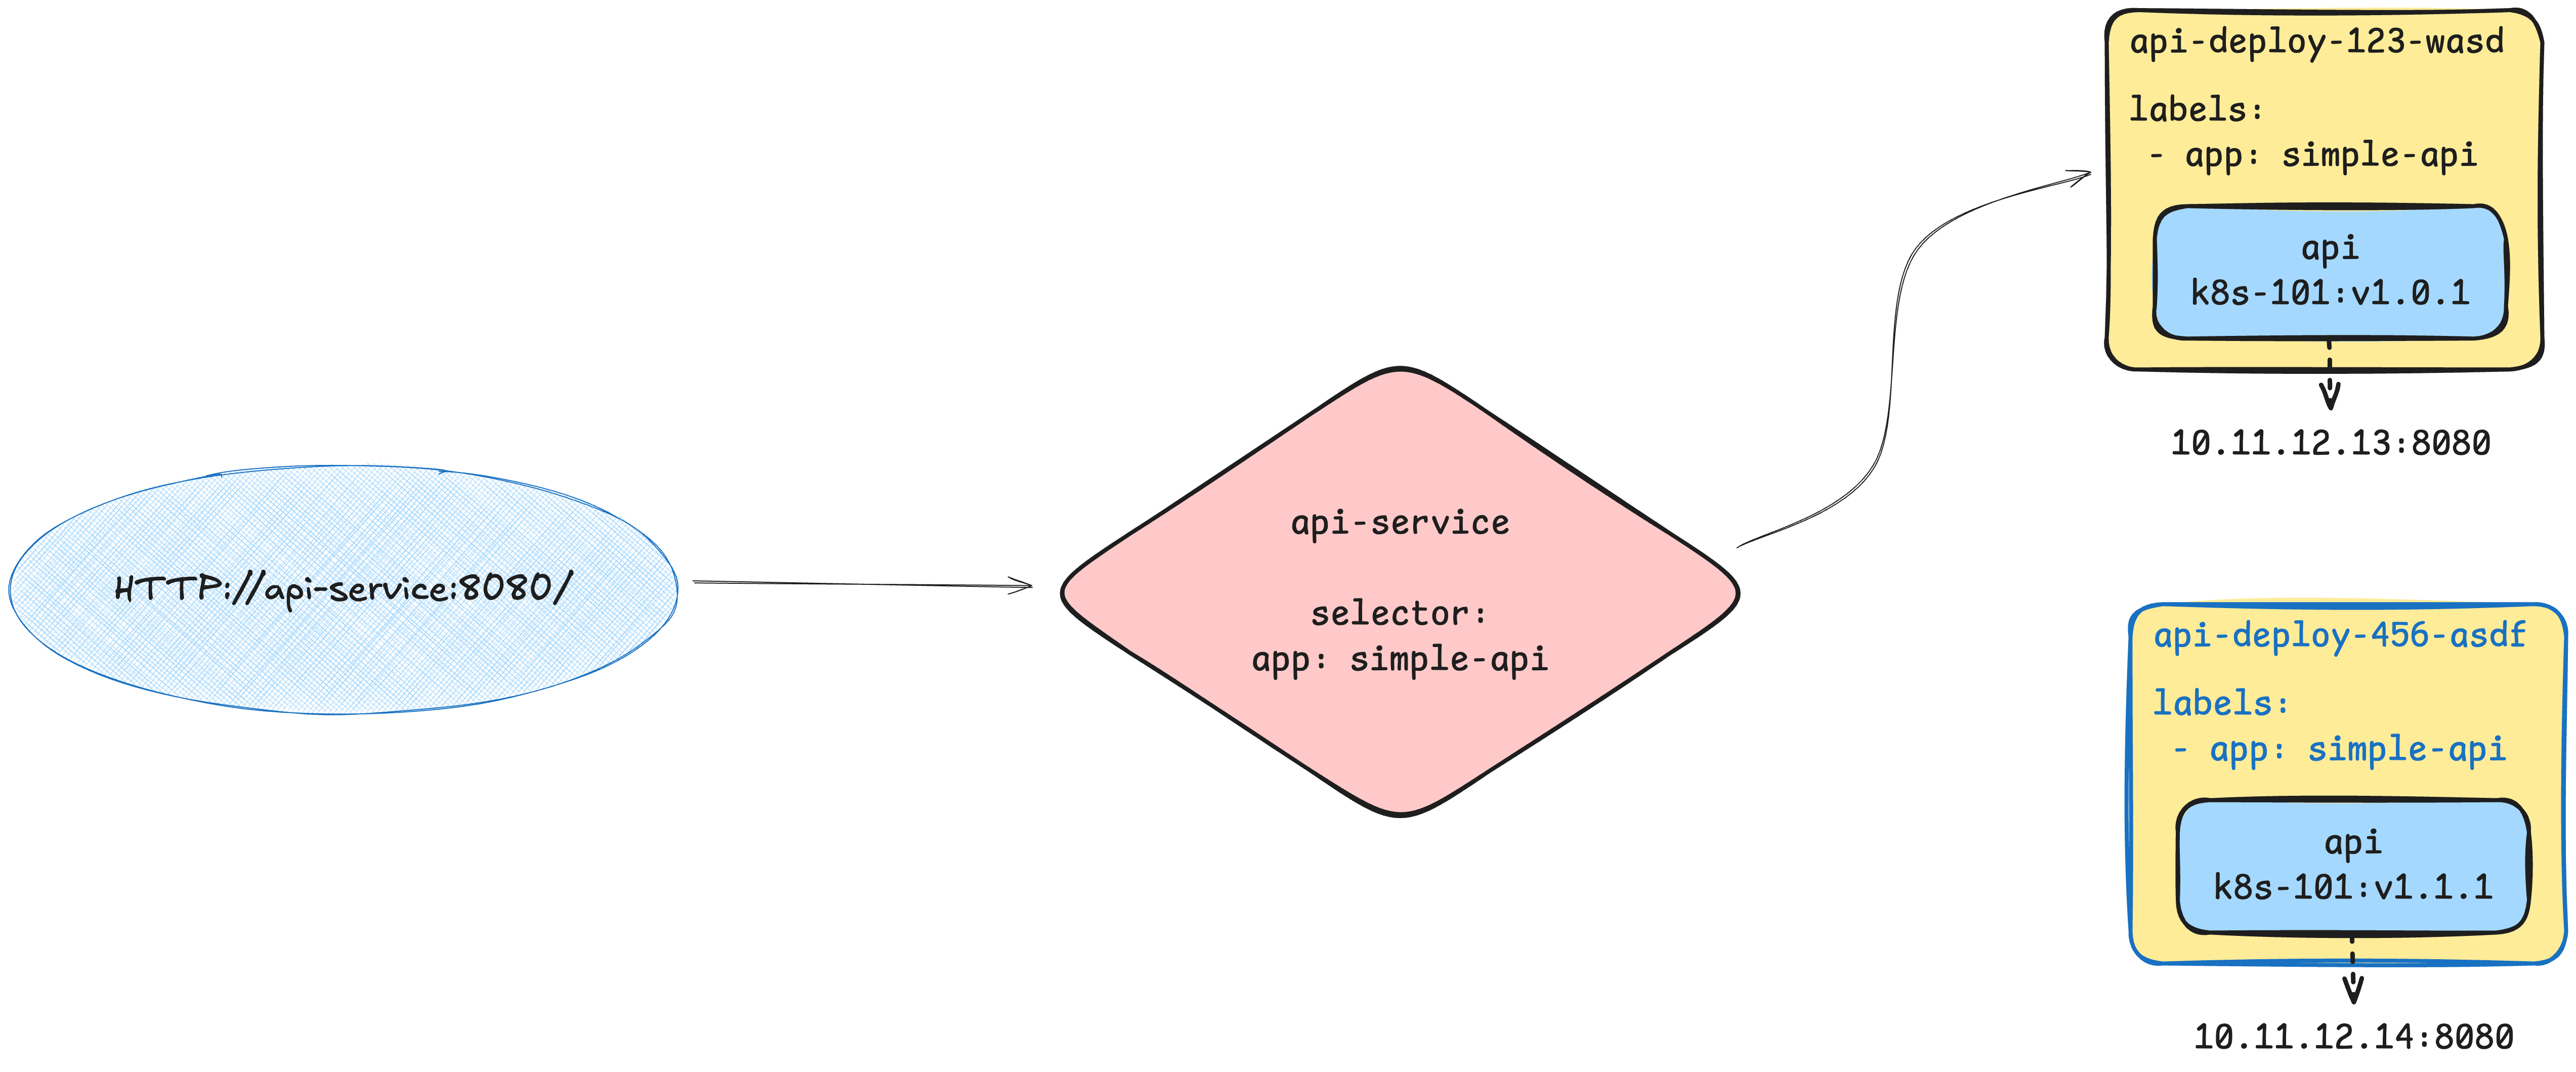 HTTP://api-service:8080/
api-service
selector:
app: simple-api
api-deploy-123-wasd
labels:
- app: simple-api
api
k8s-101:v1.0.1
10.11.12.13:8080
api-deploy-456-asdf
labels:
- app: simple-api
api
k8s-101:v1.1.1
10.11.12.14:8080